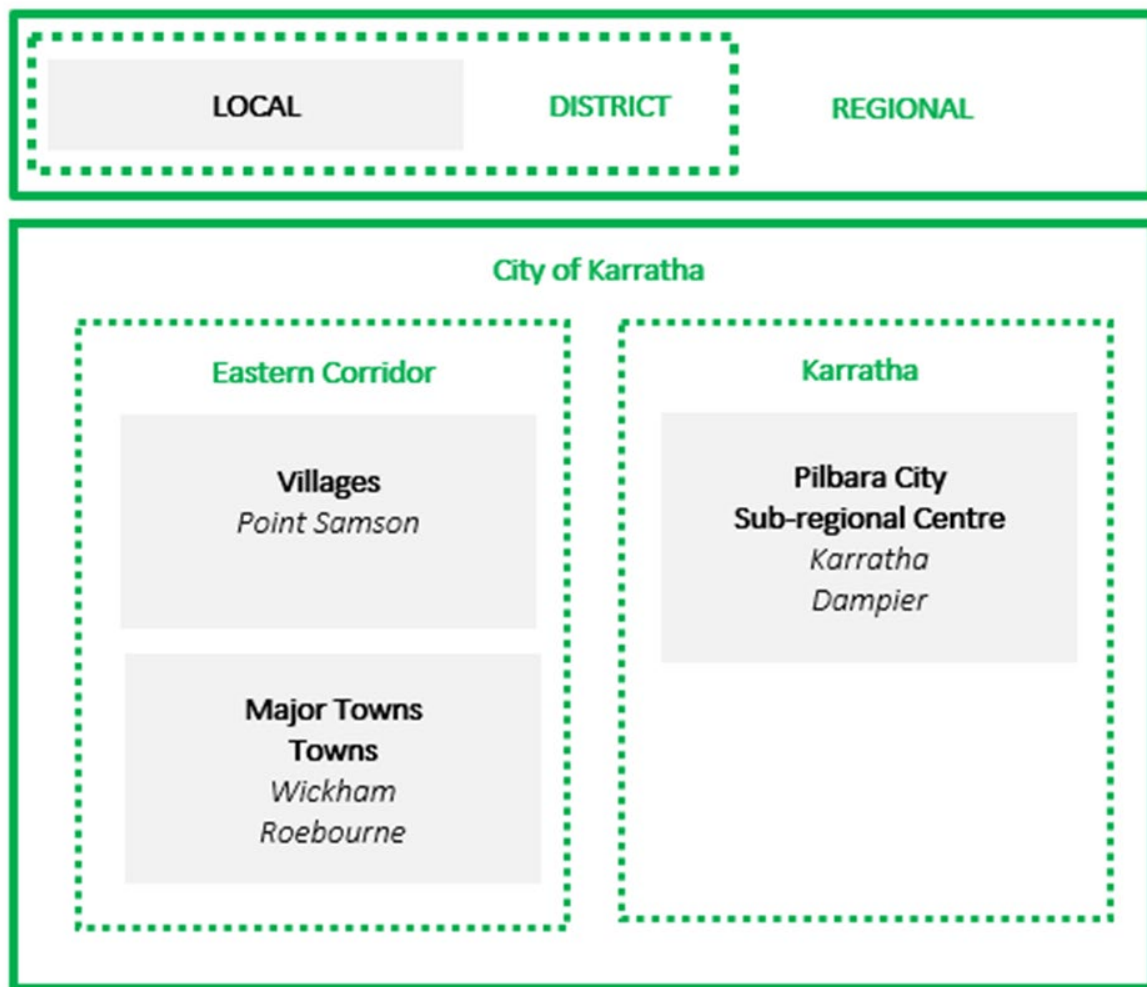 LOCAL
DISTRICT
REGIONAL
City of Karratha
Eastern Corridor
Villages
Point Samson
Major Towns
Towns
Wickham
Roebourne
Karratha
Pilbara City
Sub-regional Centre
Karratha
Dampier